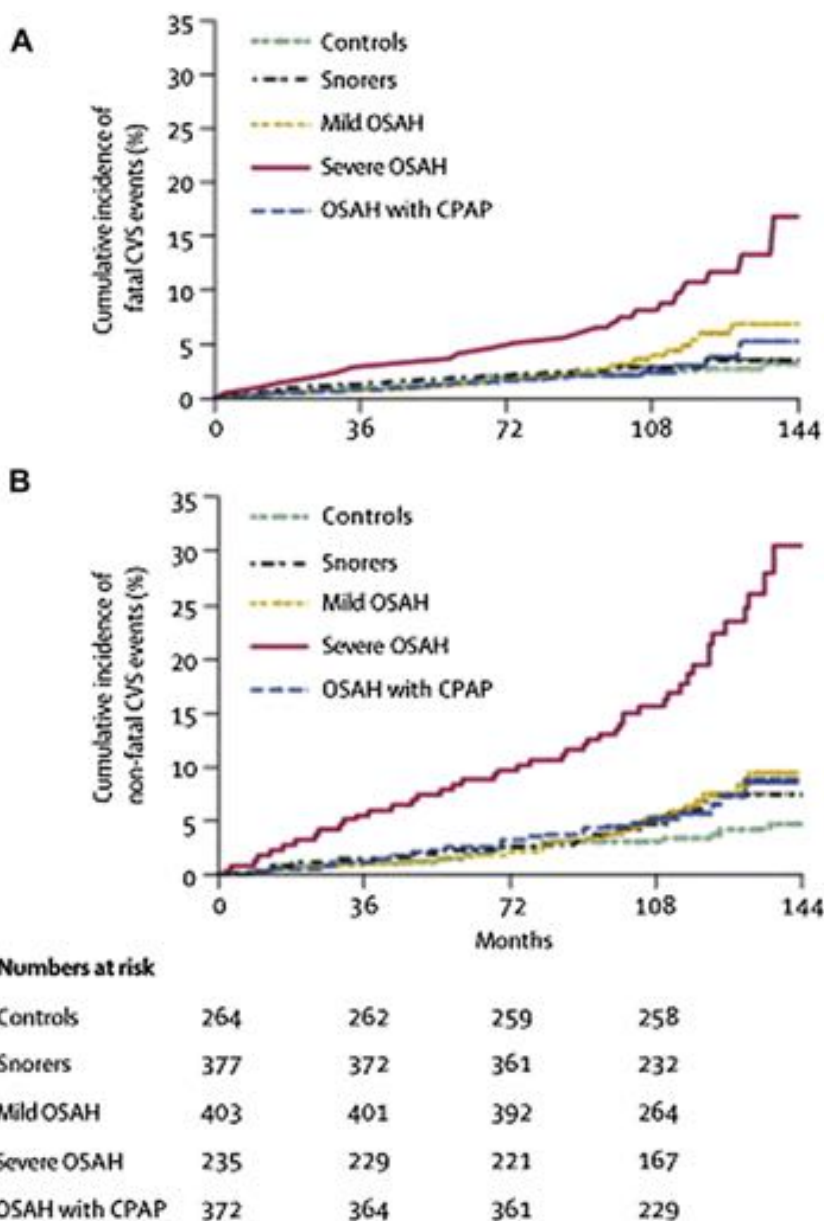 A
Cumulative incidence of
fatal CVS events (%)
35
30
25
20
15
10
5
0
Controls
Snorers
Mild OSAH
Severe OSAH
OSAH with CPAP
0 36 72 108 144
B
Cumulative incidence of
non-fatal CVS events (%)
35
30
25
20
15
10
5
0
Controls
Snorers
Mild OSAH
Severe OSAH
OSAH with CPAP
0 36 72 108 144
Months
Numbers at risk
Controls 264 262 259 258
Snorers 377 372 361 232
Mild OSAH 403 401 392 264
Severe OSAH 235 229 221 167
OSAH with CPAP 372 364 361 229